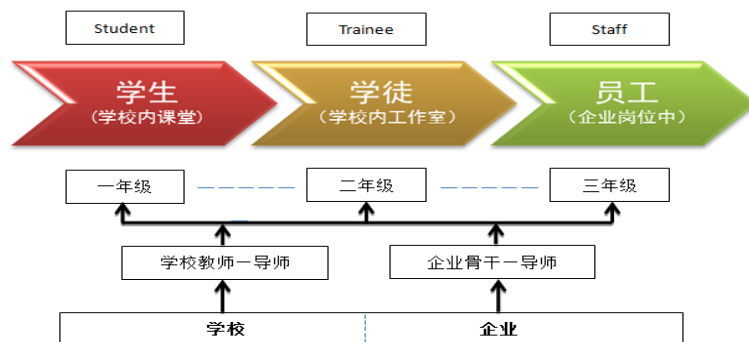 Student
Trainee
Staff
学生
（学校内课堂）
学徒
（学校内工作室）
员工
（企业岗位中）
一年级
二年级
三年级
学校教师一导师
企业骨干一导师
学校
企业